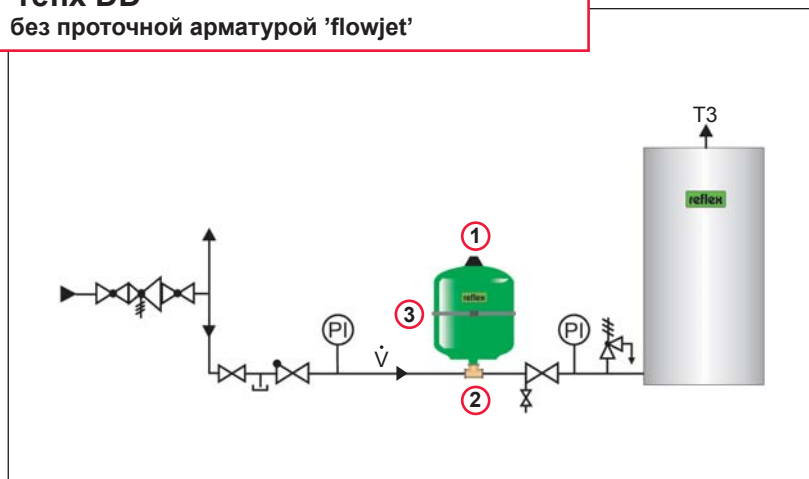 без проточной арматурой 'flowjet'
T3
reflex
1
reflex
3
PI
PI
V̇
2